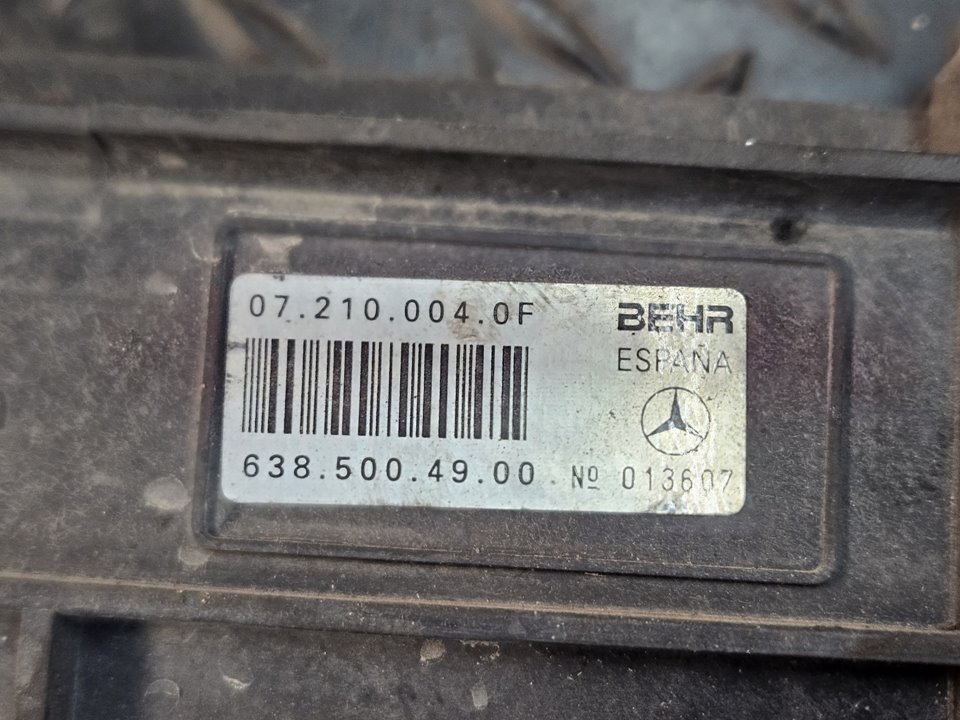 07.210.004.0F
BEHR
ESPAÑA
638.500.49.00
Nº 013607